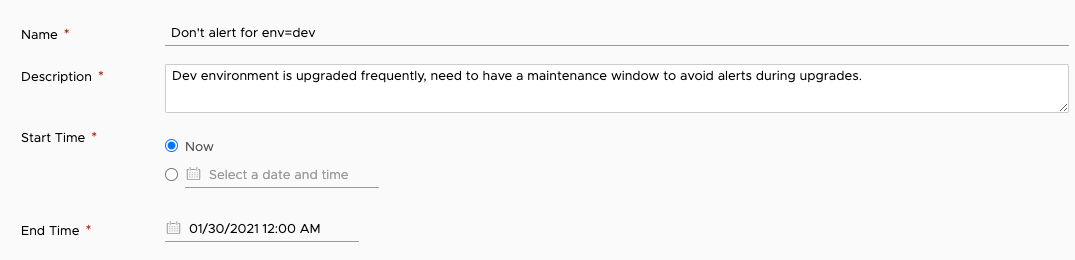 Name * Don't alert for env=dev
Description * Dev environment is upgraded frequently, need to have a maintenance window to avoid alerts during upgrades.
Start Time *
Now
Select a date and time
End Time * 01/30/2021 12:00 AM